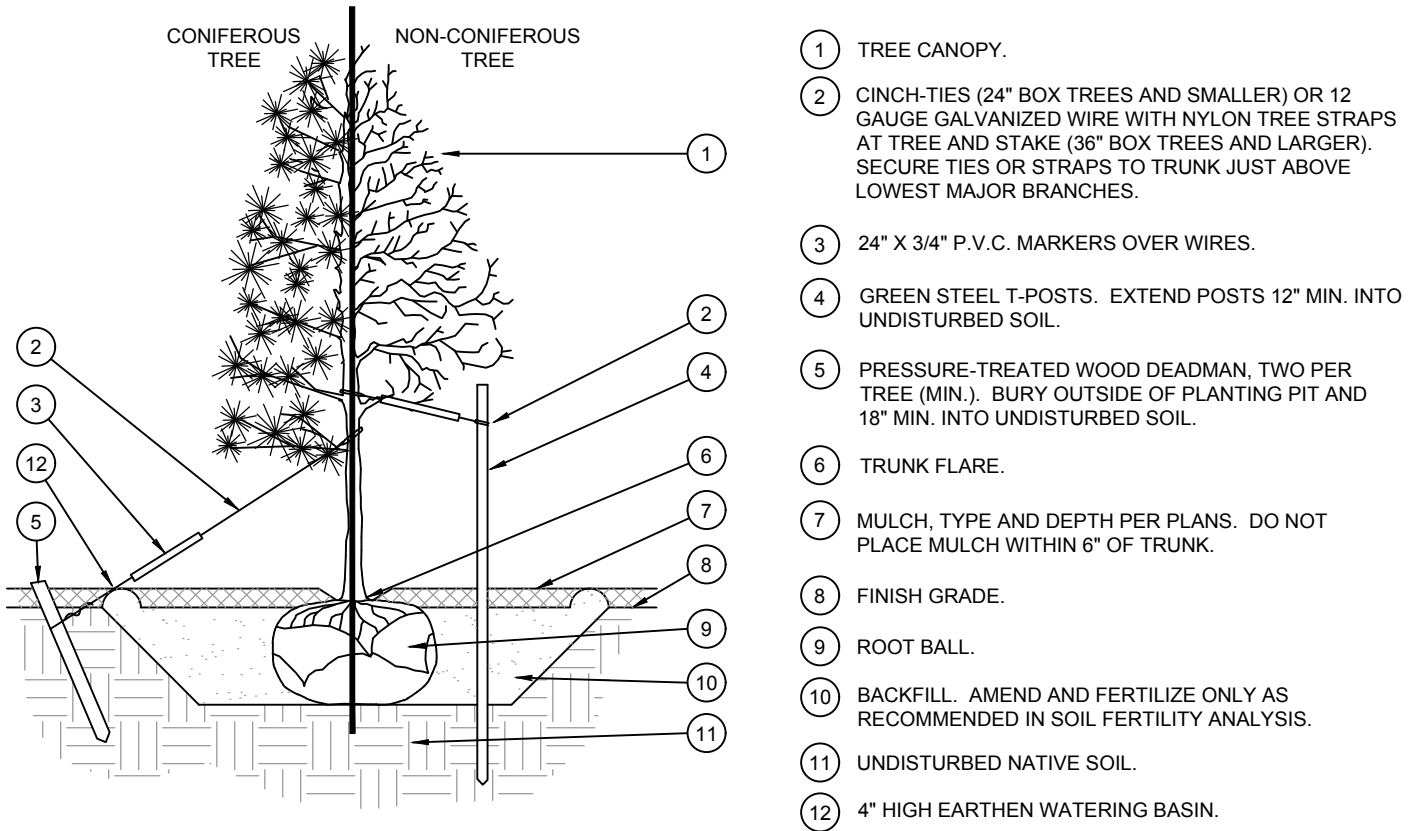 CONIFEROUS
TREE
NON-CONIFEROUS
TREE
1
2
4
6
7
8
9
10
11
2
3
12
5
1 TREE CANOPY.
2 CINCH-TIES (24" BOX TREES AND SMALLER) OR 12
GAUGE GALVANIZED WIRE WITH NYLON TREE STRAPS
AT TREE AND STAKE (36" BOX TREES AND LARGER).
SECURE TIES OR STRAPS TO TRUNK JUST ABOVE
LOWEST MAJOR BRANCHES.
3 24" X 3/4" P.V.C. MARKERS OVER WIRES.
4 GREEN STEEL T-POSTS. EXTEND POSTS 12" MIN. INTO
UNDISTURBED SOIL.
5 PRESSURE-TREATED WOOD DEADMAN, TWO PER
TREE (MIN.). BURY OUTSIDE OF PLANTING PIT AND
18" MIN. INTO UNDISTURBED SOIL.
6 TRUNK FLARE.
7 MULCH, TYPE AND DEPTH PER PLANS. DO NOT
PLACE MULCH WITHIN 6" OF TRUNK.
8 FINISH GRADE.
9 ROOT BALL.
10 BACKFILL. AMEND AND FERTILIZE ONLY AS
RECOMMENDED IN SOIL FERTILITY ANALYSIS.
11 UNDISTURBED NATIVE SOIL.
12 4" HIGH EARTHEN WATERING BASIN.